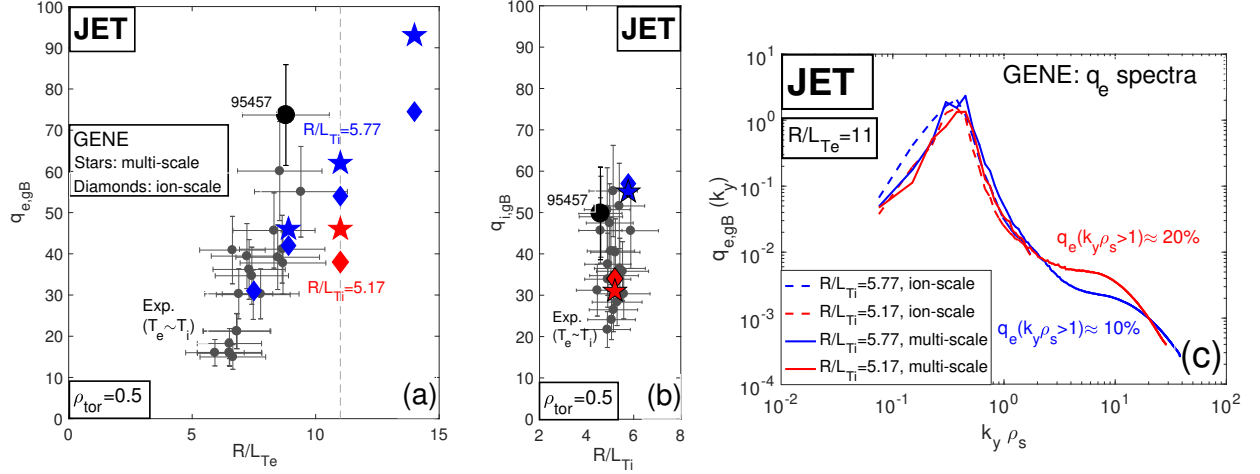 JET
95457
R/L_Ti=5.77
GENE
Stars: multi-scale
Diamonds: ion-scale
R/L_Ti=5.17
Exp.
(T_e~T_i)
ρ_tor=0.5
(a)
q_e,gB
100
90
80
70
60
50
40
30
20
10
0
0 5 10 15
R/L_Te
JET
95457
Exp.
(T_e~T_i)
ρ_tor=0.5
(b)
q_i,gB
100
90
80
70
60
50
40
30
20
10
0
2 4 6 8
R/L_Ti
JET
GENE: q_e spectra
R/L_Te=11
q_e(k_yρ_s>1)≈ 20%
q_e(k_yρ_s>1)≈ 10%
R/L_Ti=5.77, ion-scale
R/L_Ti=5.17, ion-scale
R/L_Ti=5.77, multi-scale
R/L_Ti=5.17, multi-scale
(c)
q_e,gB (k_y)
10^1
10^0
10^-1
10^-2
10^-3
10^-4
10^-2 10^-1 10^0 10^1 10^2
k_y ρ_s